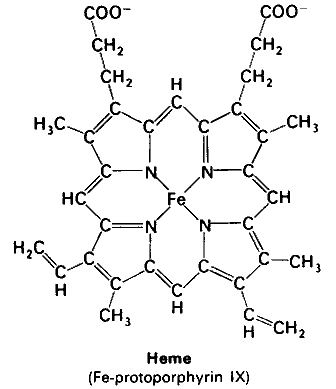 COO⁻ COO⁻
CH₂ CH₂
CH₂ H CH₂
C C C
H₃C C C C C CH₃
C C C C
HC N N CH
Fe
C N N C
H₂C C C C C
C C C C C C CH₃
H C C C
CH₃ H C CH₂
H
Heme
(Fe-protoporphyrin IX)